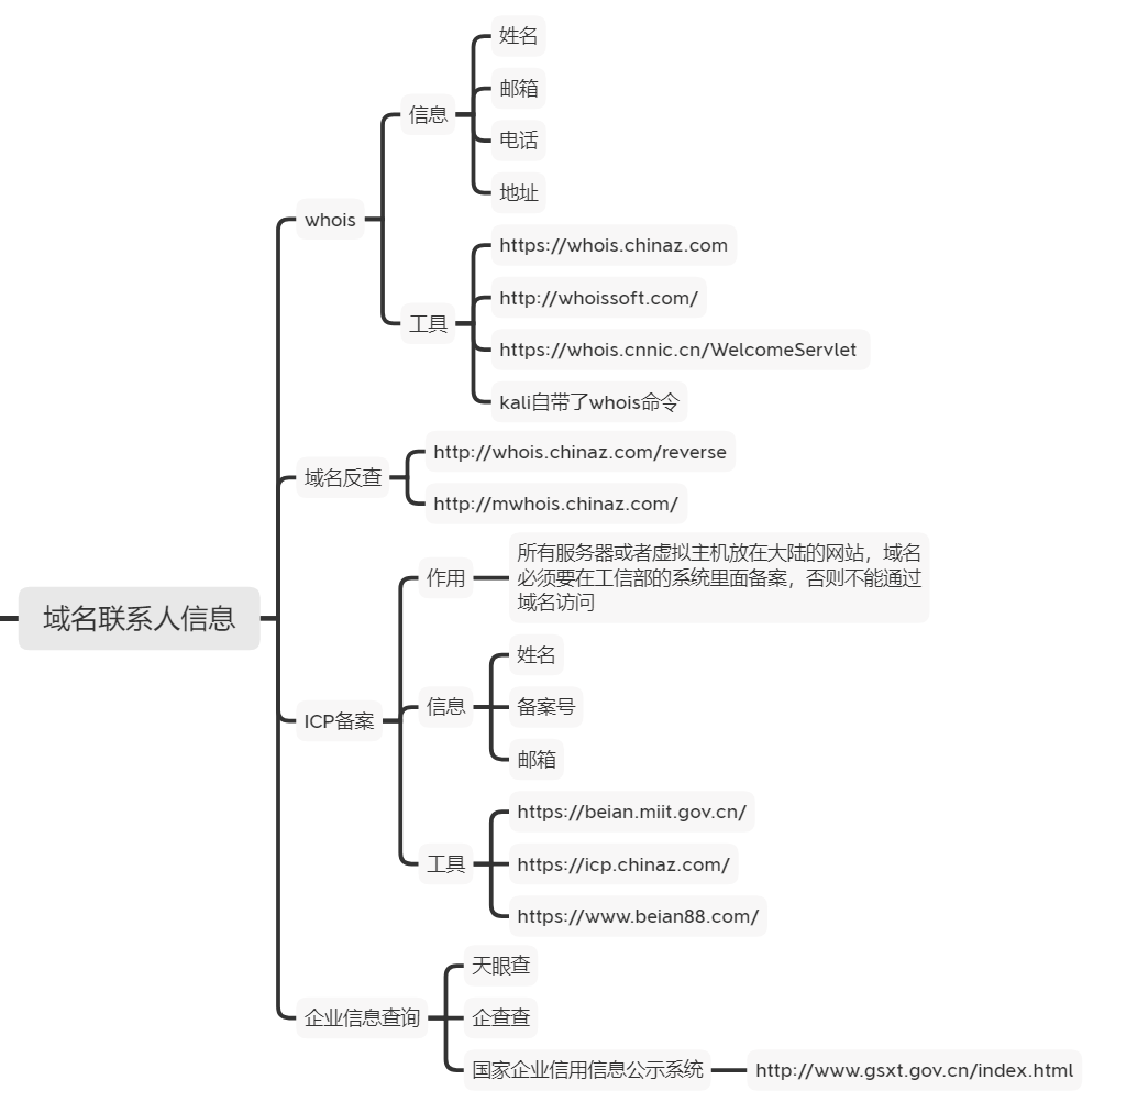 姓名
邮箱
信息
电话
地址
whois
https://whois.chinaz.com
http://whoissoft.com/
工具
https://whois.cnnic.cn/WelcomeServlet
kali自带了whois命令
域名反查
http://whois.chinaz.com/reverse
http://mwhois.chinaz.com/
域名联系人信息
作用
所有服务器或者虚拟主机放在大陆的网站，域名
必须要在工信部的系统里面备案，否则不能通过
域名访问
ICP备案
信息
姓名
备案号
邮箱
工具
https://beian.miit.gov.cn/
https://icp.chinaz.com/
https://www.beian88.com/
企业信息查询
天眼查
企查查
国家企业信用信息公示系统
http://www.gsxt.gov.cn/index.html